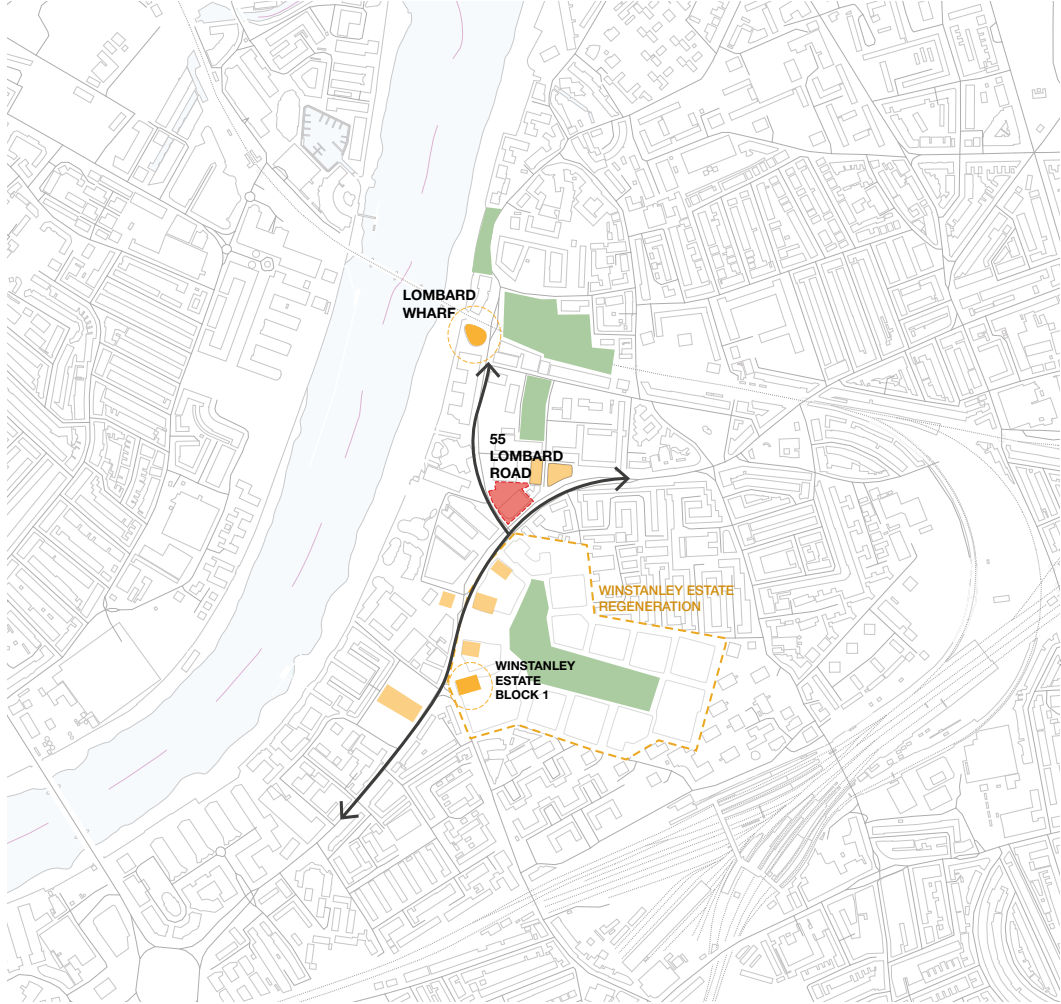 LOMBARD
WHARF
55
LOMBARD
ROAD
WINSTANLEY ESTATE
REGENERATION
WINSTANLEY
ESTATE
BLOCK 1